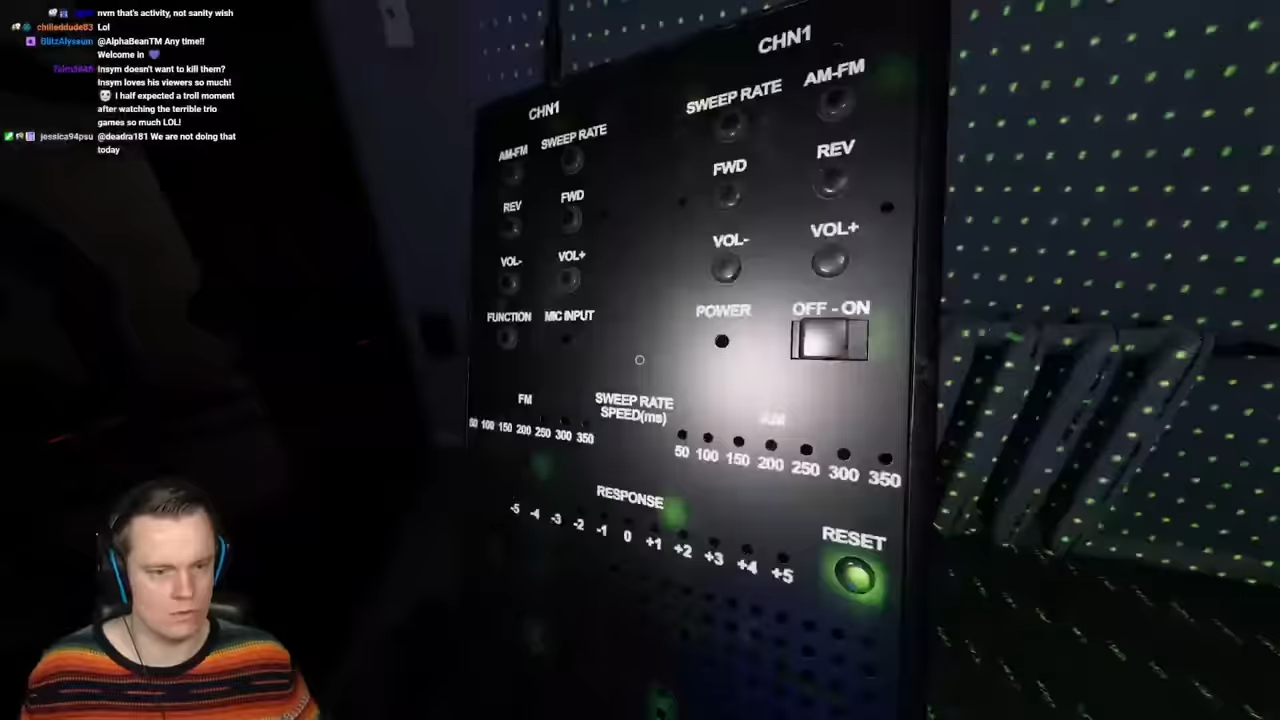 nvm that's activity, not sanity wish
chilleddude83 Lol
BlitzAlyseum @AlphaBeanTM Any time!!
Welcome in
Insym doesn't want to kill them?
Insym loves his viewers so much!
I half expected a troll moment
after watching the terrible trio
games so much LOL!
jessica94psu @deadra181 We are not doing that
today
CHN1 CHN1
AM-FM SWEEP RATE SWEEP RATE AM-FM
REV FWD FWD REV
VOL- VOL+ VOL- VOL+
FUNCTION MIC INPUT POWER OFF - ON
FM SWEEP RATE AM
SPEED(ms)
100 150 200 250 300 350 50 100 150 200 250 300 350
RESPONSE
-5 -4 -3 -2 -1 0 +1 +2 +3 +4 +5
RESET